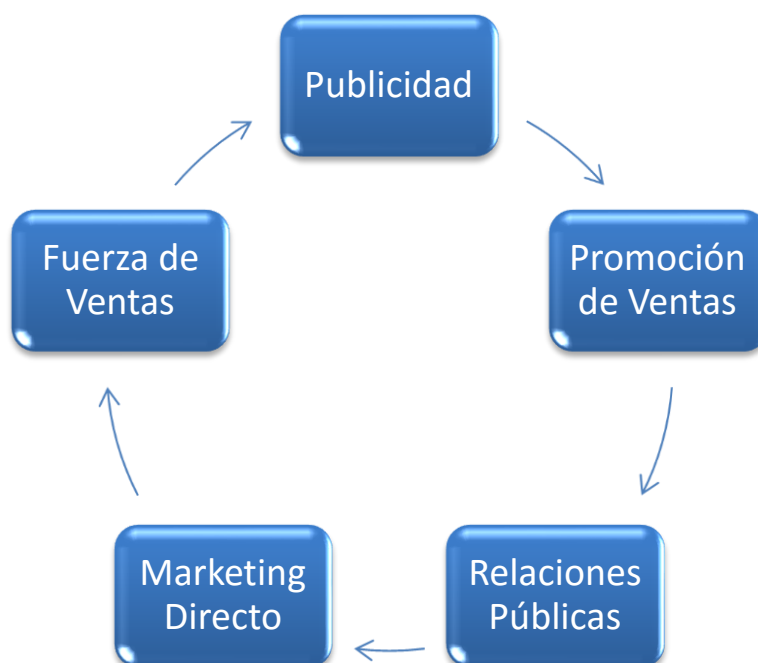 Publicidad
Promoción
de Ventas
Relaciones
Públicas
Marketing
Directo
Fuerza de
Ventas